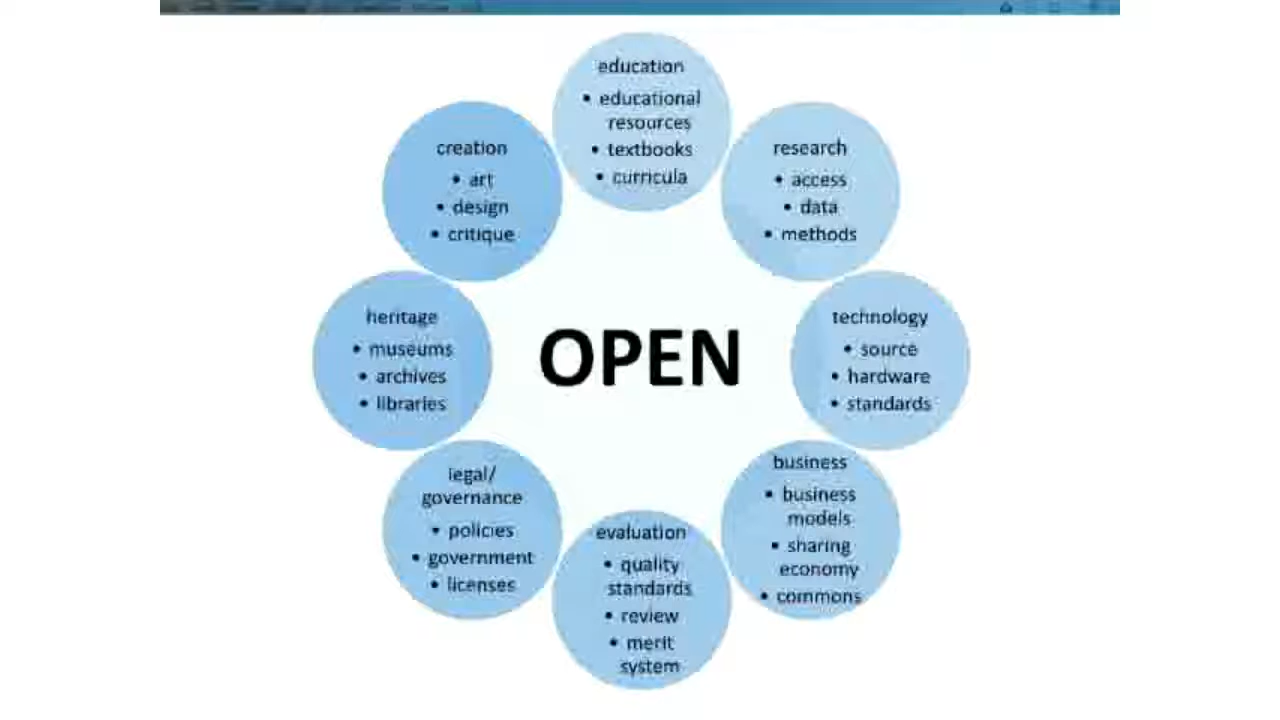 education
• educational
resources
• textbooks
• curricula
creation
• art
• design
• critique
research
• access
• data
• methods
heritage
• museums
• archives
• libraries
OPEN
technology
• source
• hardware
• standards
legal/
governance
• policies
• government
• licenses
evaluation
• quality
standards
• review
• merit
system
business
• business
models
• sharing
economy
• commons